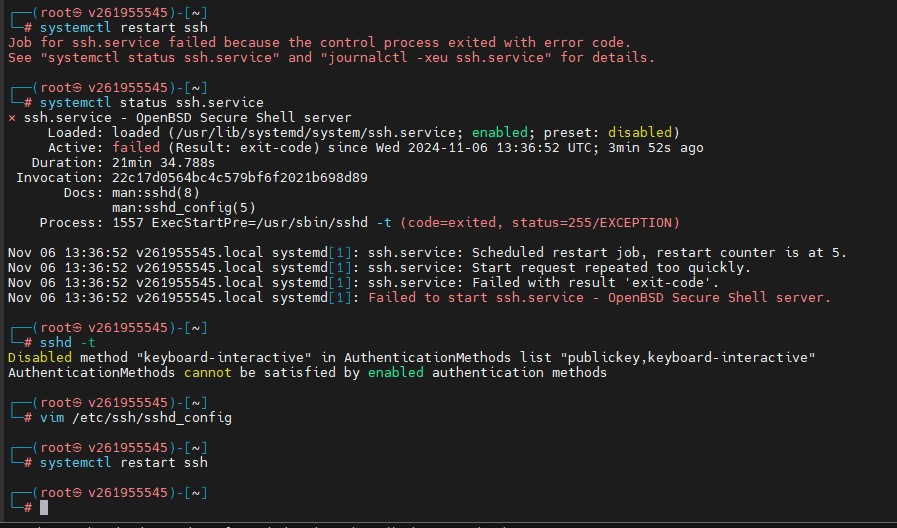 ┌──(root㉿ v261955545)-[~]
└─# systemctl restart ssh
Job for ssh.service failed because the control process exited with error code.
See "systemctl status ssh.service" and "journalctl -xeu ssh.service" for details.
┌──(root㉿ v261955545)-[~]
└─# systemctl status ssh.service
× ssh.service - OpenBSD Secure Shell server
     Loaded: loaded (/usr/lib/systemd/system/ssh.service; enabled; preset: disabled)
     Active: failed (Result: exit-code) since Wed 2024-11-06 13:36:52 UTC; 3min 52s ago
   Duration: 21min 34.788s
 Invocation: 22c17d0564bc4c579bf6f2021b698d89
       Docs: man:sshd(8)
             man:sshd_config(5)
    Process: 1557 ExecStartPre=/usr/sbin/sshd -t (code=exited, status=255/EXCEPTION)
Nov 06 13:36:52 v261955545.local systemd[1]: ssh.service: Scheduled restart job, restart counter is at 5.
Nov 06 13:36:52 v261955545.local systemd[1]: ssh.service: Start request repeated too quickly.
Nov 06 13:36:52 v261955545.local systemd[1]: ssh.service: Failed with result 'exit-code'.
Nov 06 13:36:52 v261955545.local systemd[1]: Failed to start ssh.service - OpenBSD Secure Shell server.
┌──(root㉿ v261955545)-[~]
└─# sshd -t
Disabled method "keyboard-interactive" in AuthenticationMethods list "publickey,keyboard-interactive"
AuthenticationMethods cannot be satisfied by enabled authentication methods
┌──(root㉿ v261955545)-[~]
└─# vim /etc/ssh/sshd_config
┌──(root㉿ v261955545)-[~]
└─# systemctl restart ssh
┌──(root㉿ v261955545)-[~]
└─#